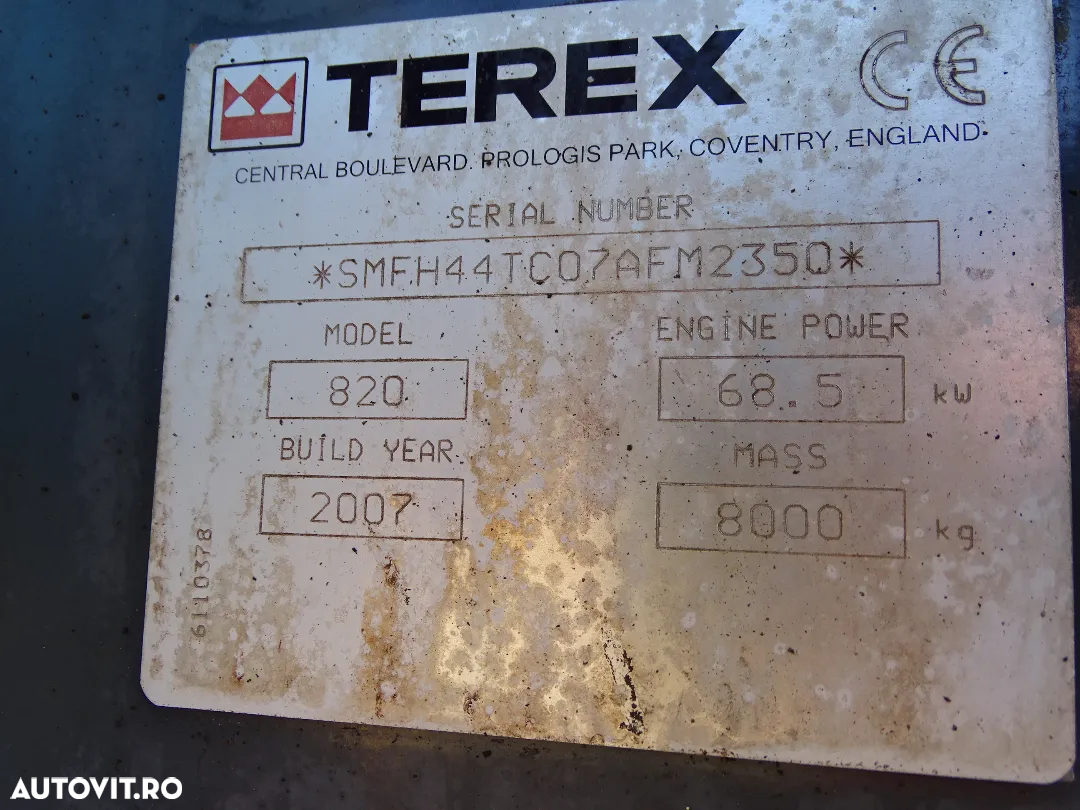 TEREX CE
CENTRAL BOULEVARD. PROLOGIS PARK, COVENTRY, ENGLAND.
SERIAL NUMBER
*SMFH44TC07AFM2350*
MODEL
820
ENGINE POWER
68.5 kW
BUILD YEAR
2007
MASS
8000 kg
6110378
AUTOVIT.RO